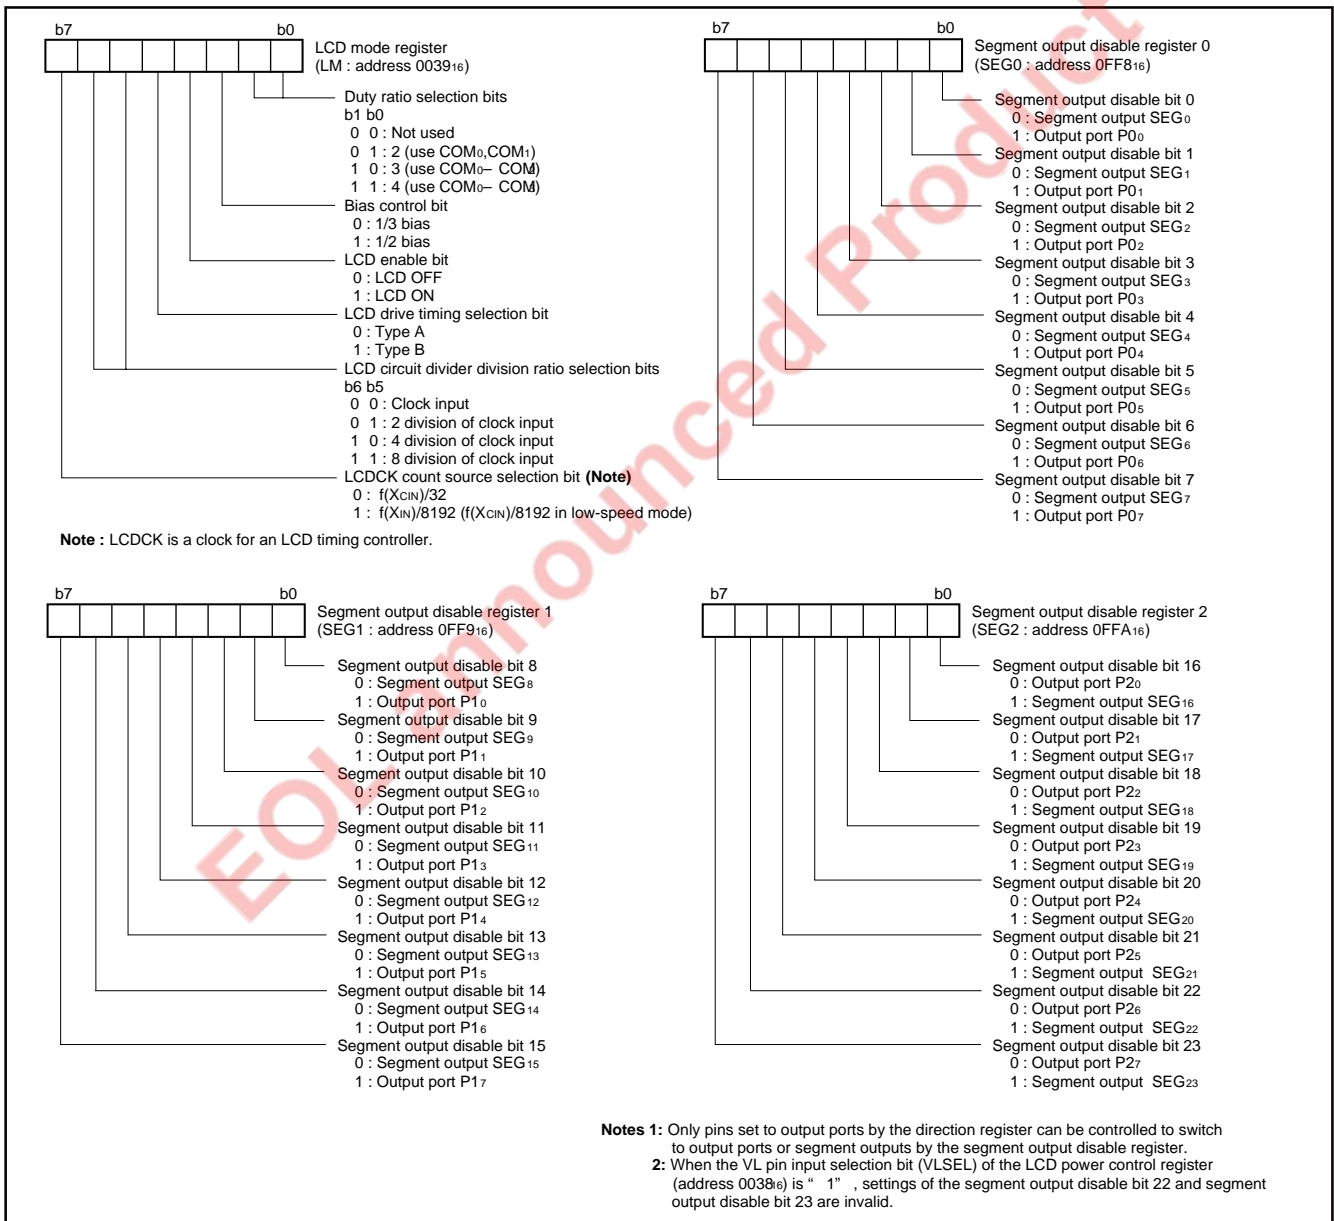 b7 b0
LCD mode register
(LM : address 003916)
Duty ratio selection bits
b1 b0
0 0 : Not used
0 1 : 2 (use COM0,COM1)
1 0 : 3 (use COM0– COM2)
1 1 : 4 (use COM0– COM3)
Bias control bit
0 : 1/3 bias
1 : 1/2 bias
LCD enable bit
0 : LCD OFF
1 : LCD ON
LCD drive timing selection bit
0 : Type A
1 : Type B
LCD circuit divider division ratio selection bits
b6 b5
0 0 : Clock input
0 1 : 2 division of clock input
1 0 : 4 division of clock input
1 1 : 8 division of clock input
LCDCK count source selection bit (Note)
0 : f(XCIN)/32
1 : f(XIN)/8192 (f(XCIN)/8192 in low-speed mode)
Note : LCDCK is a clock for an LCD timing controller.
b7 b0
Segment output disable register 0
(SEG0 : address 0FF816)
Segment output disable bit 0
0 : Segment output SEG0
1 : Output port P00
Segment output disable bit 1
0 : Segment output SEG1
1 : Output port P01
Segment output disable bit 2
0 : Segment output SEG2
1 : Output port P02
Segment output disable bit 3
0 : Segment output SEG3
1 : Output port P03
Segment output disable bit 4
0 : Segment output SEG4
1 : Output port P04
Segment output disable bit 5
0 : Segment output SEG5
1 : Output port P05
Segment output disable bit 6
0 : Segment output SEG6
1 : Output port P06
Segment output disable bit 7
0 : Segment output SEG7
1 : Output port P07
b7 b0
Segment output disable register 1
(SEG1 : address 0FF916)
Segment output disable bit 8
0 : Segment output SEG8
1 : Output port P10
Segment output disable bit 9
0 : Segment output SEG9
1 : Output port P11
Segment output disable bit 10
0 : Segment output SEG10
1 : Output port P12
Segment output disable bit 11
0 : Segment output SEG11
1 : Output port P13
Segment output disable bit 12
0 : Segment output SEG12
1 : Output port P14
Segment output disable bit 13
0 : Segment output SEG13
1 : Output port P15
Segment output disable bit 14
0 : Segment output SEG14
1 : Output port P16
Segment output disable bit 15
0 : Segment output SEG15
1 : Output port P17
b7 b0
Segment output disable register 2
(SEG2 : address 0FFA16)
Segment output disable bit 16
0 : Output port P20
1 : Segment output SEG16
Segment output disable bit 17
0 : Output port P21
1 : Segment output SEG17
Segment output disable bit 18
0 : Output port P22
1 : Segment output SEG18
Segment output disable bit 19
0 : Output port P23
1 : Segment output SEG19
Segment output disable bit 20
0 : Output port P24
1 : Segment output SEG20
Segment output disable bit 21
0 : Output port P25
1 : Segment output SEG21
Segment output disable bit 22
0 : Output port P26
1 : Segment output SEG22
Segment output disable bit 23
0 : Output port P27
1 : Segment output SEG23
Notes 1: Only pins set to output ports by the direction register can be controlled to switch
to output ports or segment outputs by the segment output disable register.
2: When the VL pin input selection bit (VLSEL) of the LCD power control register
(address 003816) is “ 1” , settings of the segment output disable bit 22 and segment
output disable bit 23 are invalid.
EOL announced Product